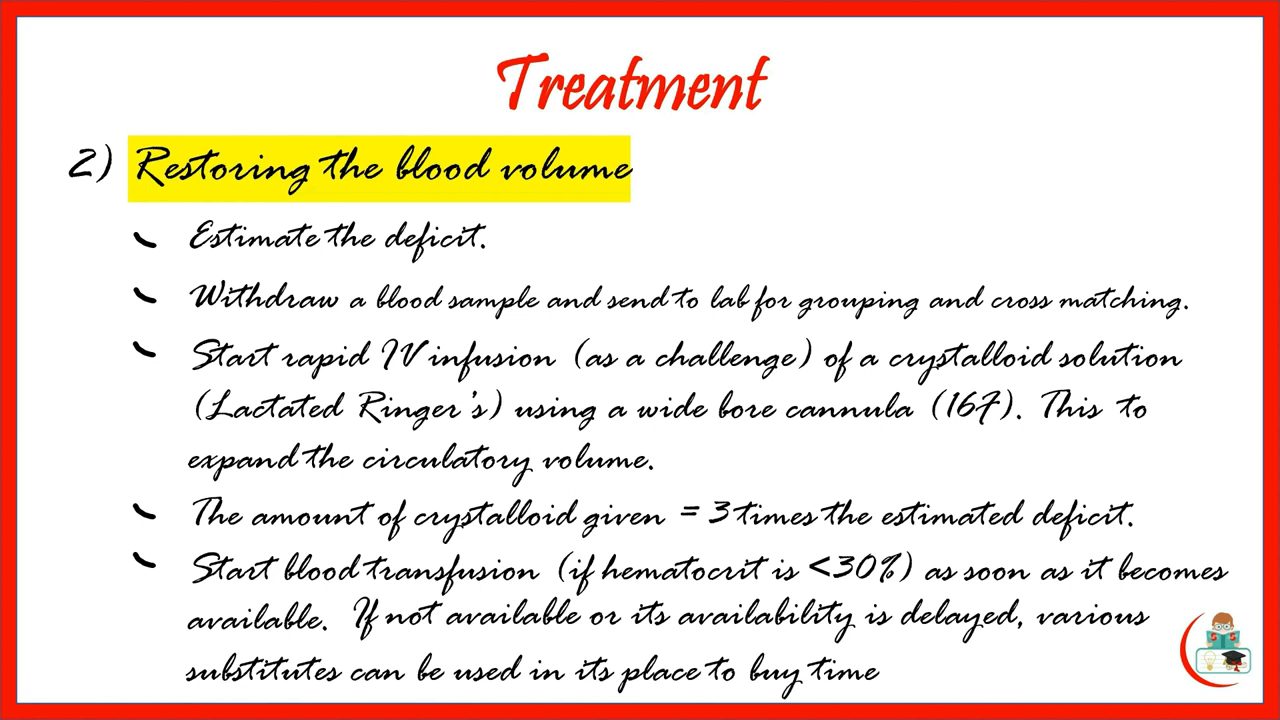 Treatment
2) Restoring the blood volume
Estimate the deficit.
Withdraw a blood sample and send to lab for grouping and cross matching.
Start rapid IV infusion (as a challenge) of a crystalloid solution
(Lactated Ringer's) using a wide bore cannula (16F). This to
expand the circulatory volume.
The amount of crystalloid given = 3 times the estimated deficit.
Start blood transfusion (if hematocrit is <30%) as soon as it becomes
available. If not available or its availability is delayed, various
substitutes can be used in its place to buy time